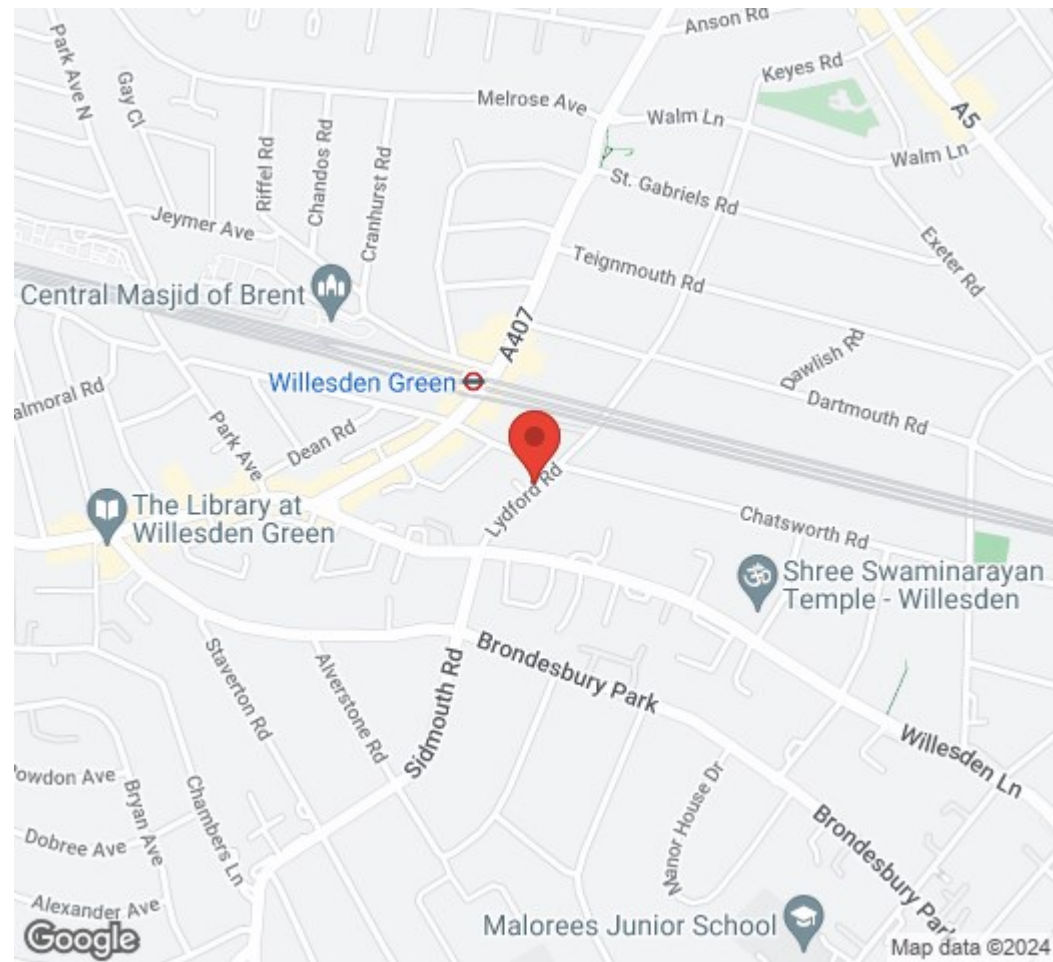 Anson Rd
Park Ave N
Gay Cl
Keyes Rd
Melrose Ave
Walm Ln
A5
Riffel Rd
Chandos Rd
Cranhurst Rd
Walm Ln
St. Gabriels Rd
Jeymer Ave
Exeter Rd
Teignmouth Rd
Central Masjid of Brent
A407
Dawlish Rd
Willesden Green
almoral Rd
Dartmouth Rd
Park Ave
Dean Rd
Lydford Rd
The Library at
Willesden Green
Chatsworth Rd
Shree Swaminarayan
Temple - Willesden
Staverton Rd
Alverstone Rd
Sidmouth Rd
Brondesbury Park
Willesden Ln
owdon Ave
Bryan Ave
Chambers Ln
Manor House Dr
Dobree Ave
Brondesbury Park
Alexander Ave
Malorees Junior School
Google
Map data ©2024